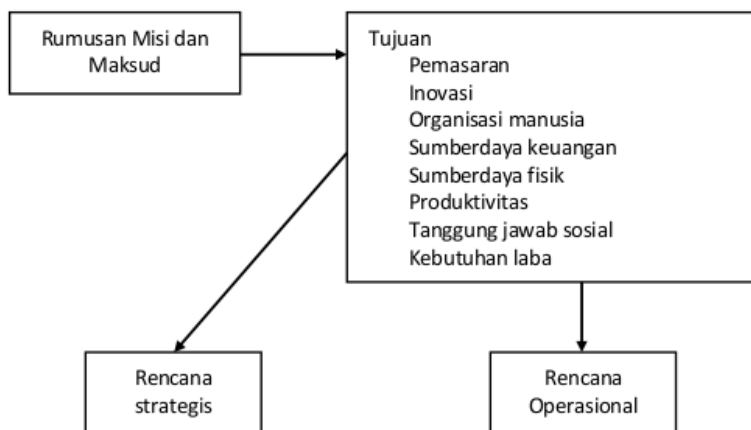 Rumusan Misi dan
Maksud
Tujuan
Pemasaran
Inovasi
Organisasi manusia
Sumberdaya keuangan
Sumberdaya fisik
Produktivitas
Tanggung jawab sosial
Kebutuhan laba
Rencana
strategis
Rencana
Operasional